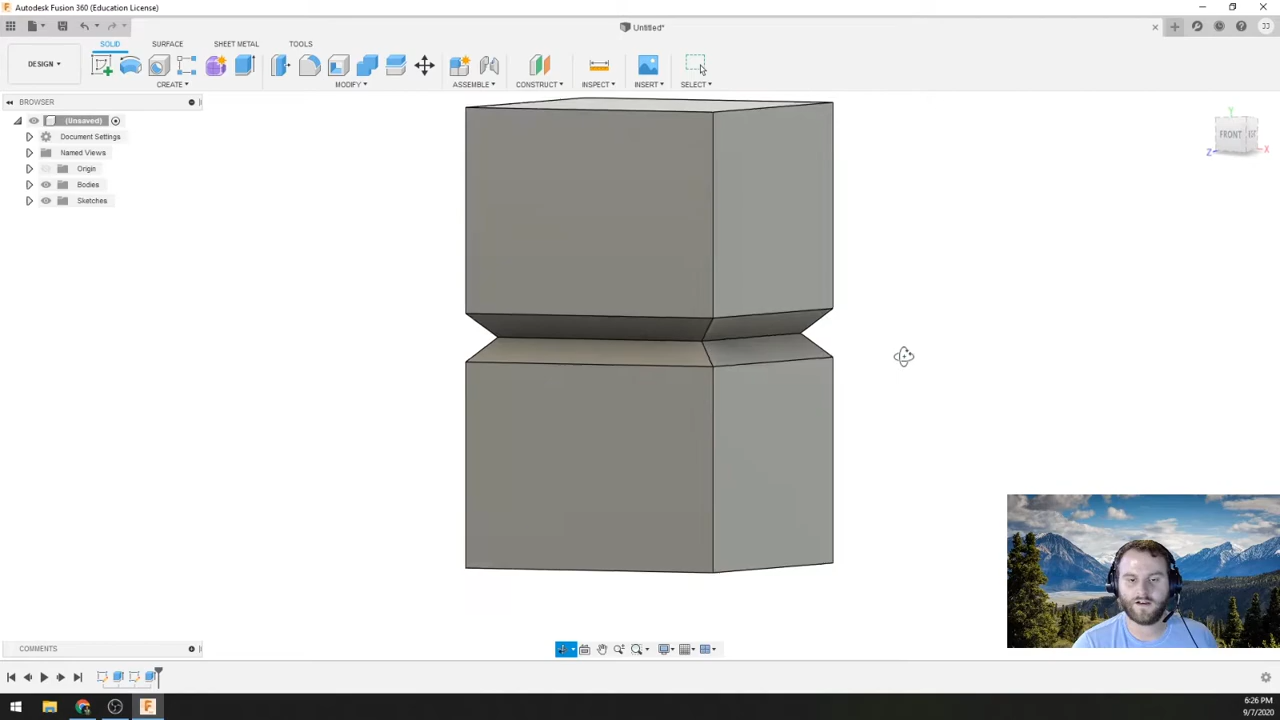 Autodesk Fusion 360 (Education License)
Untitled*
JJ
SOLID SURFACE SHEET METAL TOOLS
DESIGN
CREATE MODIFY ASSEMBLE CONSTRUCT INSPECT INSERT SELECT
BROWSER
(Unsaved)
Document Settings
Named Views
Origin
Bodies
Sketches
Y
FRONT
Z
X
COMMENTS
6:26 PM
9/7/2020